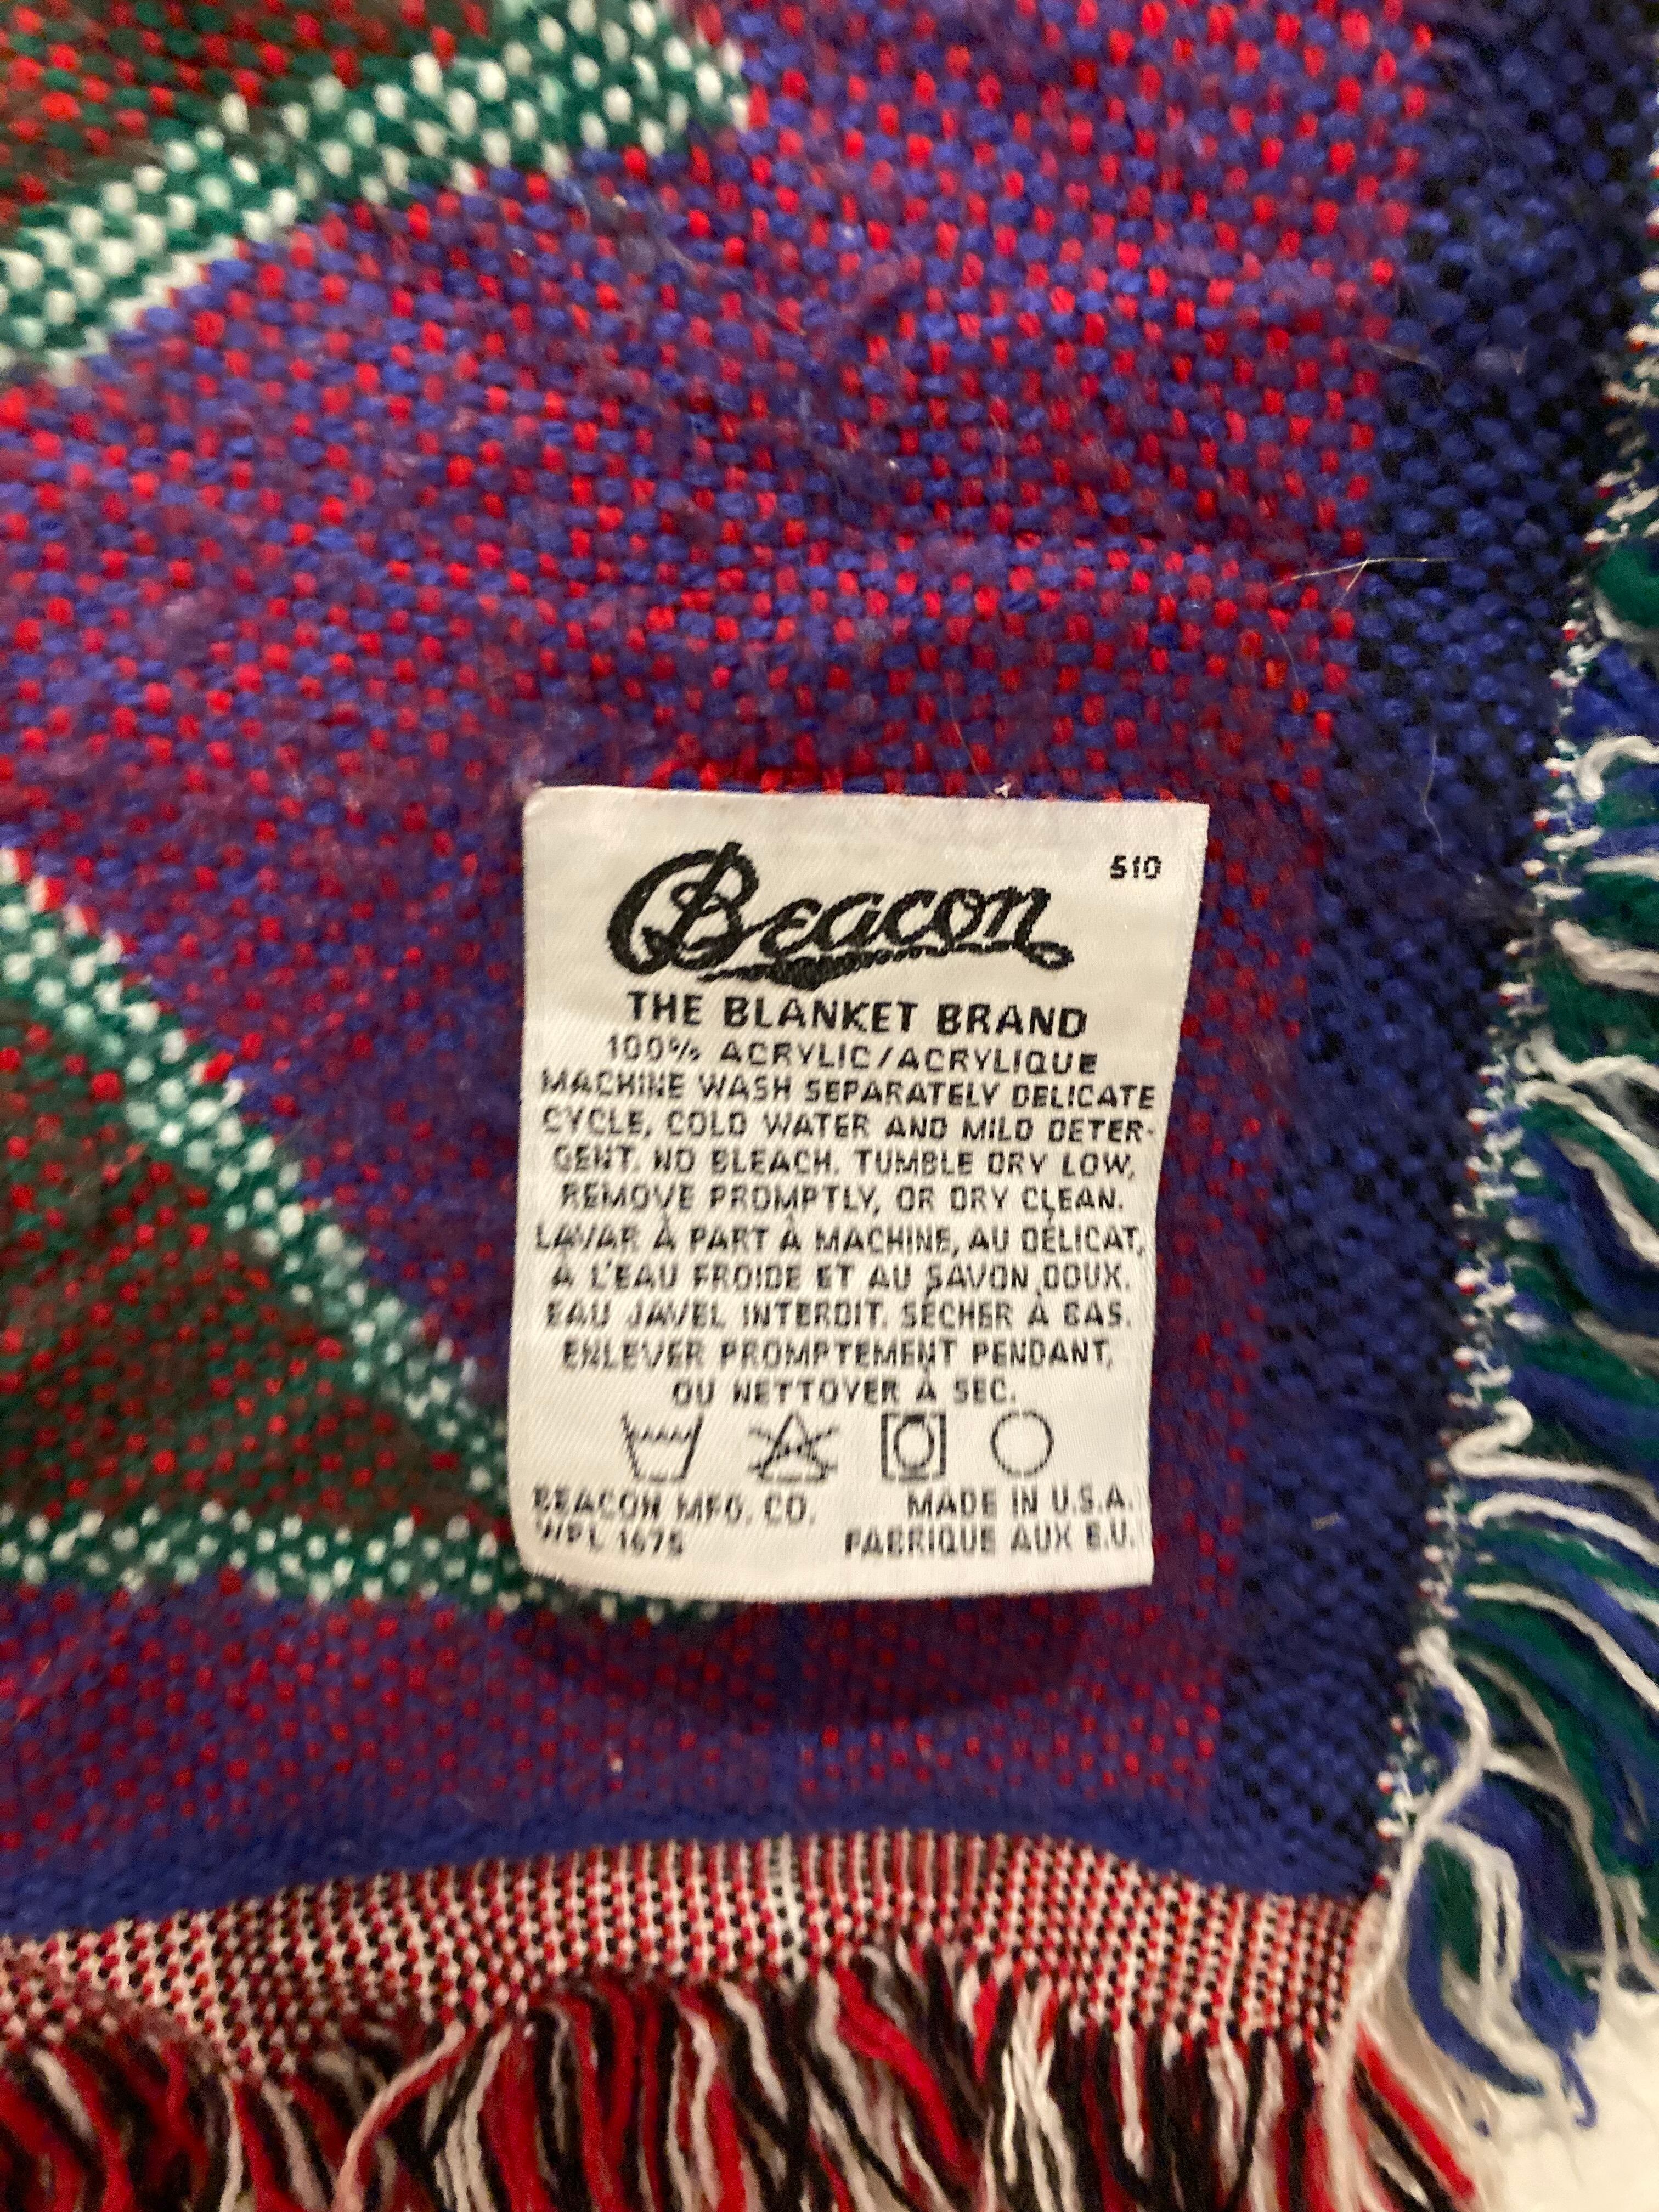 510
Beacon
THE BLANKET BRAND
100% ACRYLIC/ACRYLIQUE
MACHINE WASH SEPARATELY DELICATE
CYCLE, COLD WATER AND MILD DETER-
GENT. NO BLEACH. TUMBLE DRY LOW,
REMOVE PROMPTLY, OR DRY CLEAN.
LAVAR À PART À MACHINE, AU DÉLICAT,
A L'EAU FROIDE ET AU SAVON DOUX.
EAU JAVEL INTERDIT. SÉCHER À BAS.
ENLEVER PROMPTEMENT PENDANT,
OU NETTOYER À SEC.
BEACON MFG. CO. MADE IN U.S.A.
WPL 1675 FABRIQUE AUX E.U.